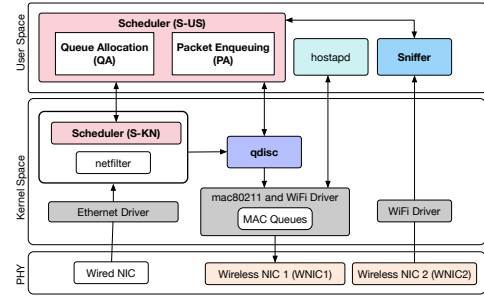 User Space
Scheduler (S-US)
Queue Allocation
(QA)
Packet Enqueuing
(PA)
hostapd
Sniffer
Kernel Space
Scheduler (S-KN)
netfilter
qdisc
mac80211 and WiFi Driver
MAC Queues
Ethernet Driver
WiFi Driver
PHY
Wired NIC
Wireless NIC 1 (WNIC1)
Wireless NIC 2 (WNIC2)